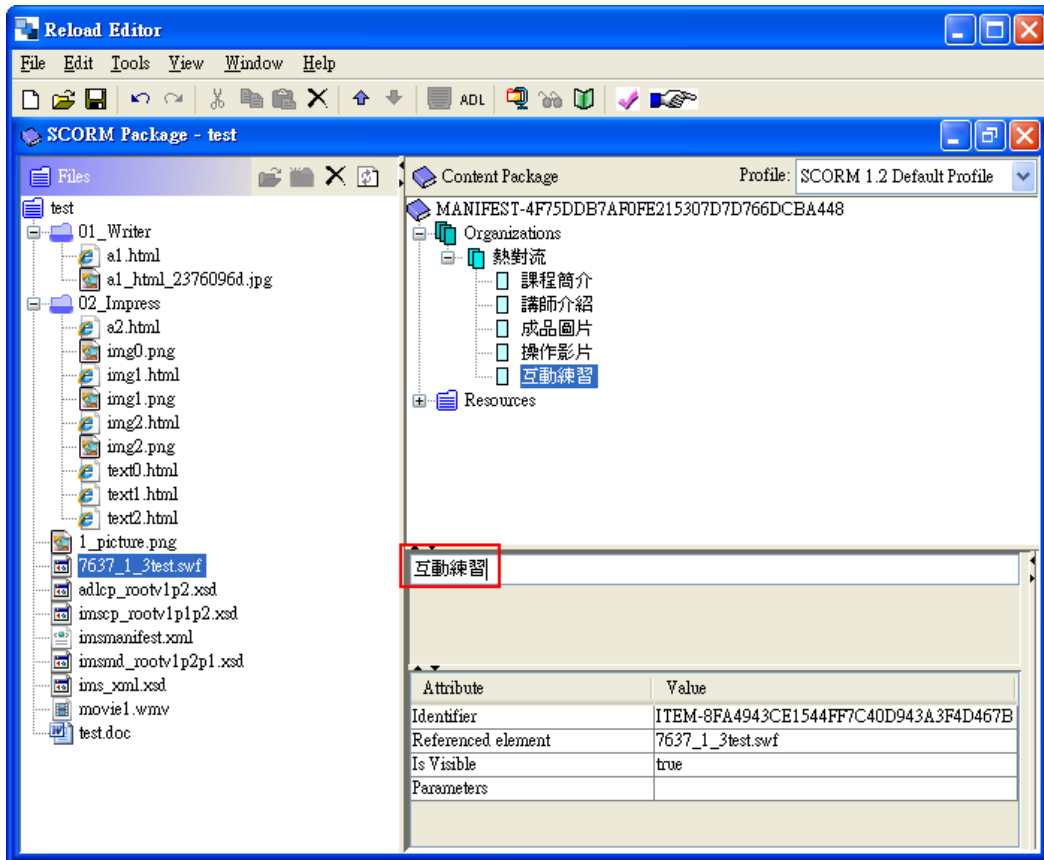 Reload Editor
File Edit Tools View Window Help
ADL
SCORM Package - test
Files
test
01_Writer
a1.html
a1_html_2376096d.jpg
02_Impress
a2.html
img0.png
img1.html
img1.png
img2.html
img2.png
text0.html
text1.html
text2.html
1_picture.png
7637_1_3test.swf
adlcp_rootv1p2.xsd
imscp_rootv1p1p2.xsd
imsmanifest.xml
imsmd_rootv1p2p1.xsd
ims_xml.xsd
movie1.wmv
test.doc
Content Package Profile: SCORM 1.2 Default Profile
MANIFEST-4F75DDB7AF0FE215307D7D766DCBA448
Organizations
熱對流
課程簡介
講師介紹
成品圖片
操作影片
互動練習
Resources
互動練習
Attribute Value
Identifier ITEM-8FA4943CE1544FF7C40D943A3F4D467B
Referenced element 7637_1_3test.swf
Is Visible true
Parameters